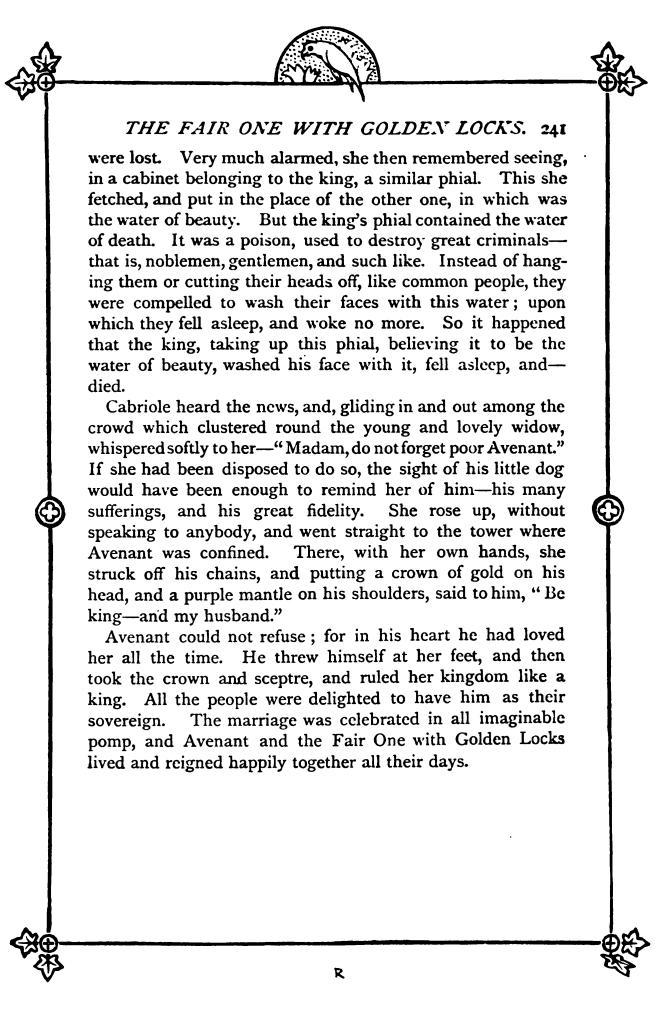 THE FAIR ONE WITH GOLDEN LOCKS. 241
were lost. Very much alarmed, she then remembered seeing,
in a cabinet belonging to the king, a similar phial. This she
fetched, and put in the place of the other one, in which was
the water of beauty. But the king's phial contained the water
of death. It was a poison, used to destroy great criminals—
that is, noblemen, gentlemen, and such like. Instead of hang-
ing them or cutting their heads off, like common people, they
were compelled to wash their faces with this water; upon
which they fell asleep, and woke no more. So it happened
that the king, taking up this phial, believing it to be the
water of beauty, washed his face with it, fell asleep, and—
died.
Cabriole heard the news, and, gliding in and out among the
crowd which clustered round the young and lovely widow,
whispered softly to her—"Madam, do not forget poor Avenant."
If she had been disposed to do so, the sight of his little dog
would have been enough to remind her of him—his many
sufferings, and his great fidelity. She rose up, without
speaking to anybody, and went straight to the tower where
Avenant was confined. There, with her own hands, she
struck off his chains, and putting a crown of gold on his
head, and a purple mantle on his shoulders, said to him, "Be
king—and my husband."
Avenant could not refuse; for in his heart he had loved
her all the time. He threw himself at her feet, and then
took the crown and sceptre, and ruled her kingdom like a
king. All the people were delighted to have him as their
sovereign. The marriage was celebrated in all imaginable
pomp, and Avenant and the Fair One with Golden Locks
lived and reigned happily together all their days.
R